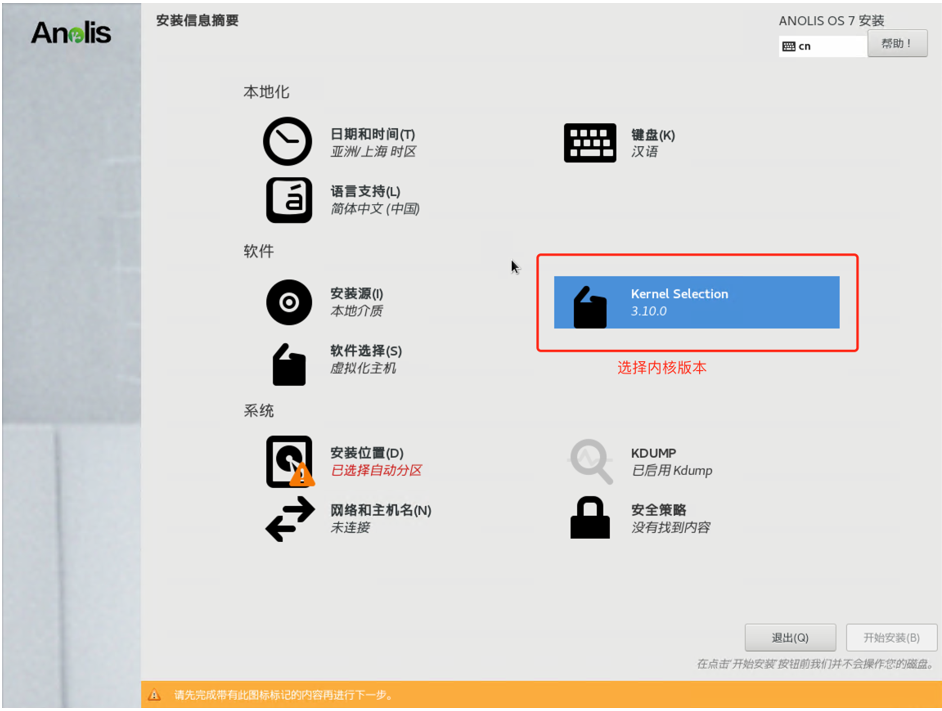 Anolis
安装信息摘要
ANOLIS OS 7 安装
cn
帮助！
本地化
日期和时间(T)
亚洲/上海 时区
键盘(K)
汉语
语言支持(L)
简体中文 (中国)
软件
安装源(I)
本地介质
Kernel Selection
3.10.0
软件选择(S)
虚拟化主机
选择内核版本
系统
安装位置(D)
已选择自动分区
KDUMP
已启用 Kdump
网络和主机名(N)
未连接
安全策略
没有找到内容
退出(Q)
开始安装(B)
在点击'开始安装'按钮前我们并不会操作您的磁盘。
请先完成带有此图标标记的内容再进行下一步。